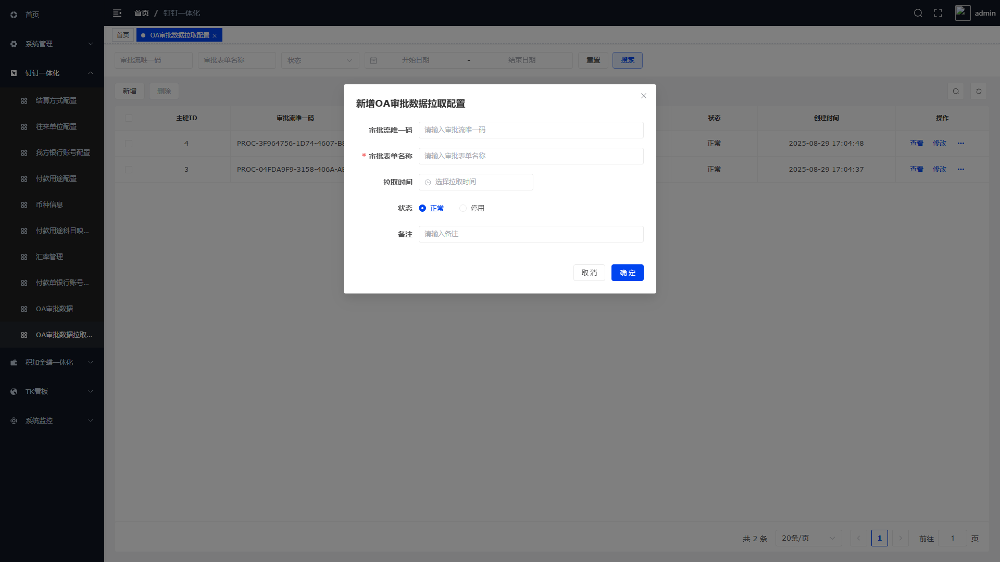 首页
系统管理
钉钉一体化
结算方式配置
往来单位配置
我方银行账号配置
付款用途配置
币种信息
付款用途科目映...
汇率管理
付款单银行账号...
OA审批数据
OA审批数据拉取...
积加金蝶一体化
TK看板
系统监控
首页 / 钉钉一体化
admin
首页 OA审批数据拉取配置
审批流唯一码 审批表单名称 状态 开始日期 - 结束日期 重置 搜索
新增 删除
主键ID 审批流唯一码 状态 创建时间 操作
4 PROC-3F964756-1D74-4607-B8 正常 2025-08-29 17:04:48 查看 修改 •••
3 PROC-04FDA9F9-3158-406A-AE 正常 2025-08-29 17:04:37 查看 修改 •••
新增OA审批数据拉取配置
审批流唯一码 请输入审批流唯一码
* 审批表单名称 请输入审批表单名称
拉取时间 选择拉取时间
状态 正常 停用
备注 请输入备注
取消 确定
共 2 条 20条/页 1 前往 1 页